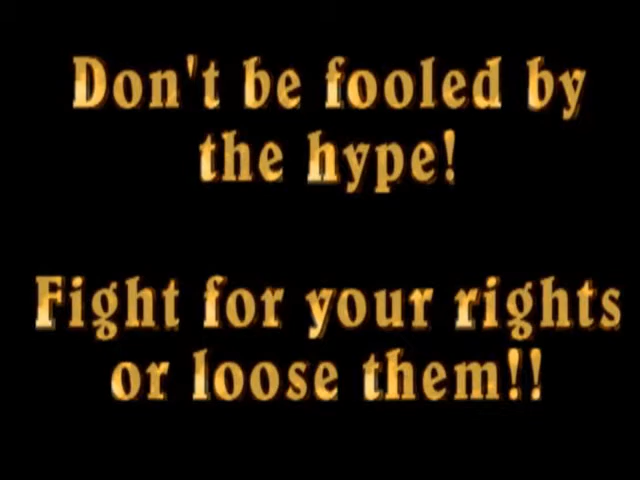 Don't be fooled by
the hype!
Fight for your rights
or loose them!!